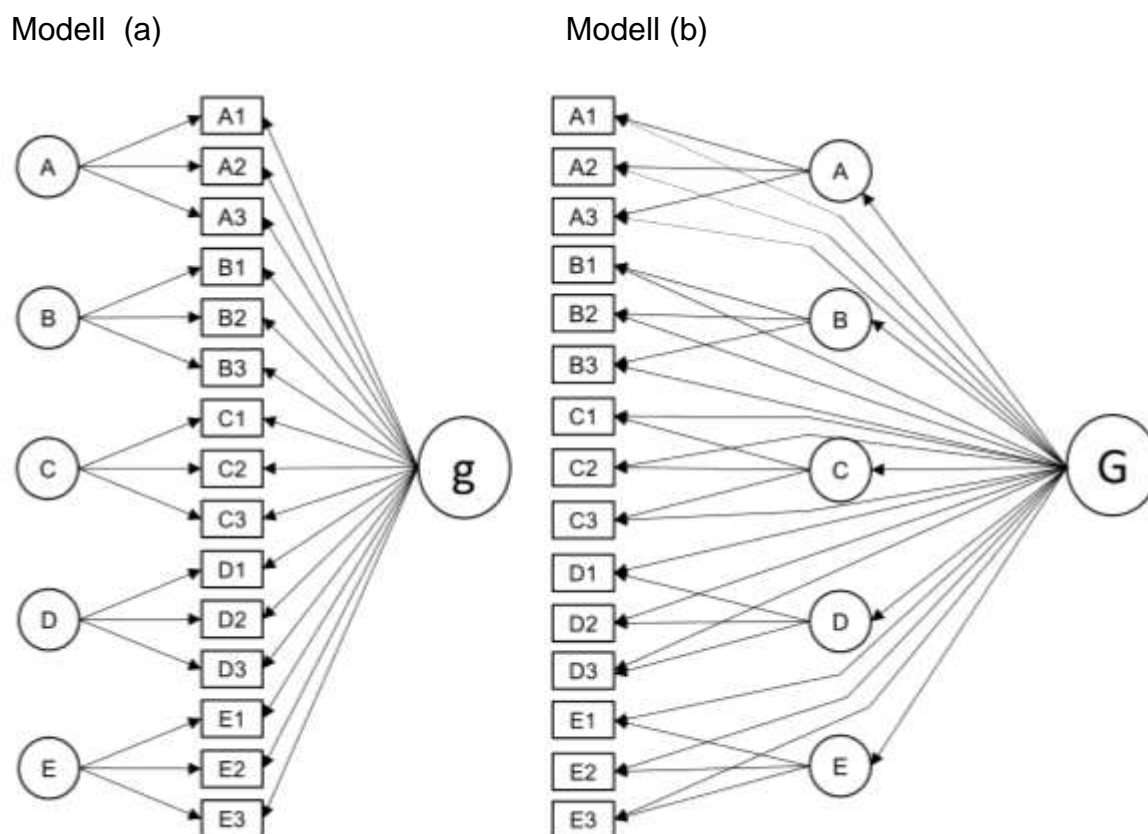 Modell (a)
A
B
C
D
E
A1
A2
A3
B1
B2
B3
C1
C2
C3
D1
D2
D3
E1
E2
E3
g
Modell (b)
A1
A2
A3
B1
B2
B3
C1
C2
C3
D1
D2
D3
E1
E2
E3
A
B
C
D
E
G